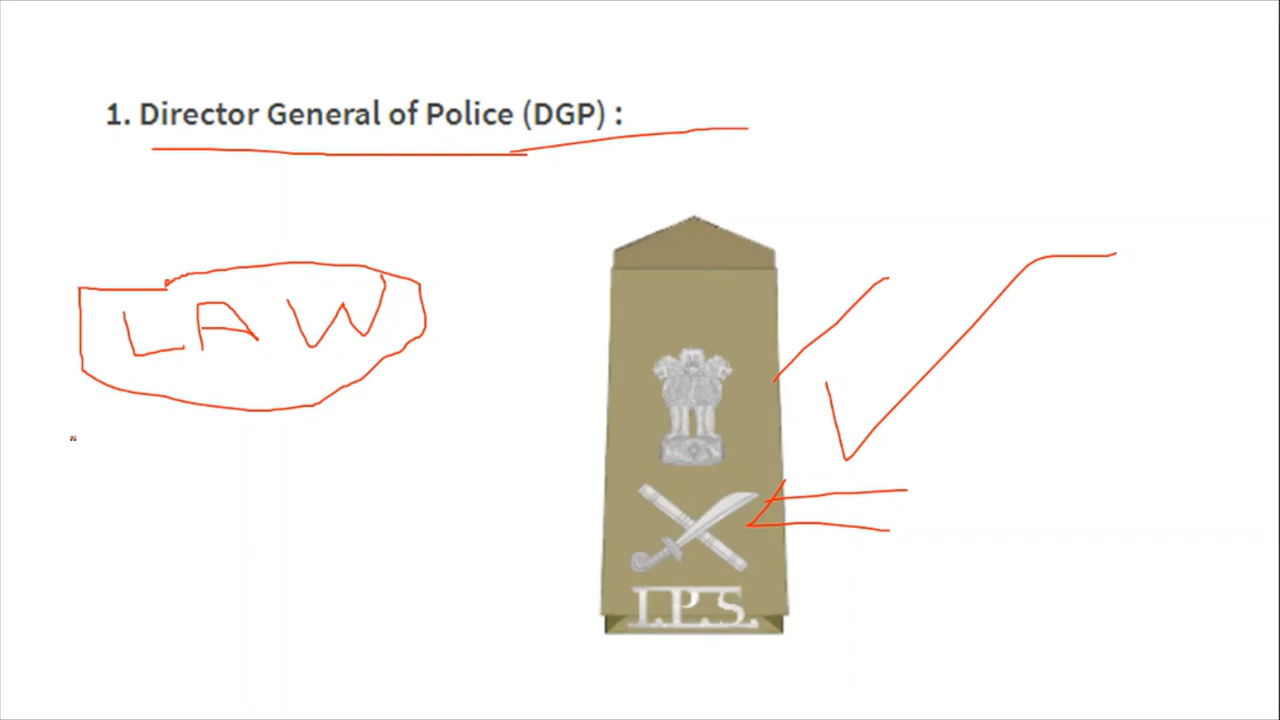 1. Director General of Police (DGP) :
LAW
I.P.S.